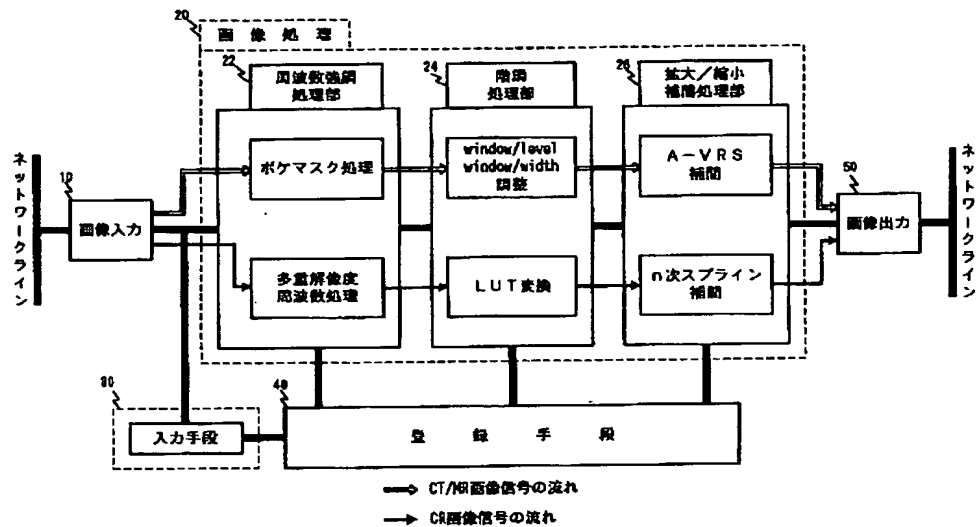 20
画像処理
22
周波数強調
処理部
24
階調
処理部
26
拡大/縮小
補間処理部
ネットワークライン
10
画像入力
ボケマスク処理
window/level
window/width
調整
A-VRS
補間
50
画像出力
ネットワークライン
多重解像度
周波数処理
LUT変換
n次スプライン
補間
30
入力手段
40
登録手段
CT/MR画像信号の流れ
CR画像信号の流れ